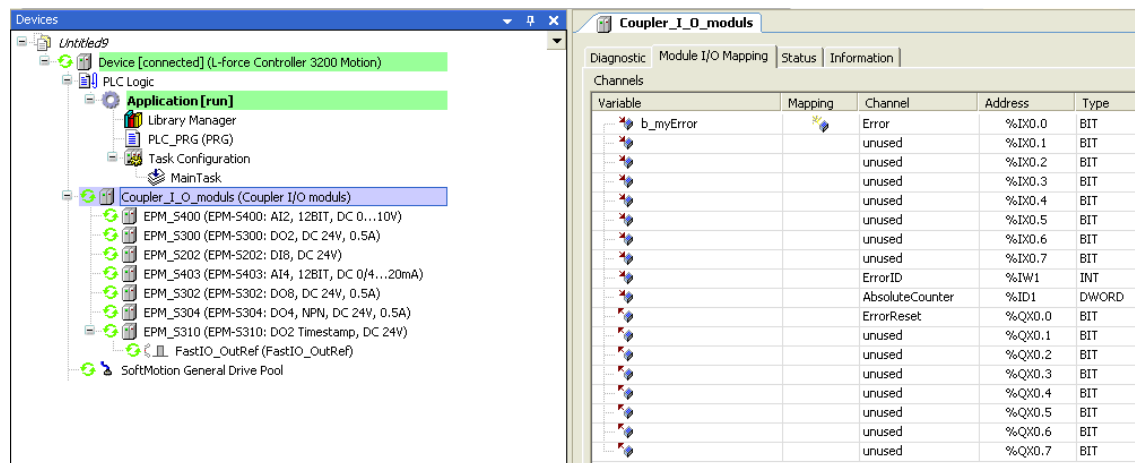 Devices
Untitled9
Device [connected] (L-force Controller 3200 Motion)
PLC Logic
Application [run]
Library Manager
PLC_PRG (PRG)
Task Configuration
MainTask
Coupler_I_O_moduls (Coupler I/O moduls)
EPM_S400 (EPM-S400: AI2, 12BIT, DC 0...10V)
EPM_S300 (EPM-S300: DO2, DC 24V, 0.5A)
EPM_S202 (EPM-S202: DI8, DC 24V)
EPM_S403 (EPM-S403: AI4, 12BIT, DC 0/4...20mA)
EPM_S302 (EPM-S302: DO8, DC 24V, 0.5A)
EPM_S304 (EPM-S304: DO4, NPN, DC 24V, 0.5A)
EPM_S310 (EPM-S310: DO2 Timestamp, DC 24V)
FastIO_OutRef (FastIO_OutRef)
SoftMotion General Drive Pool
Coupler_I_O_moduls
Diagnostic Module I/O Mapping Status Information
Channels
Variable Mapping Channel Address Type
b_myError Error %IX0.0 BIT
unused %IX0.1 BIT
unused %IX0.2 BIT
unused %IX0.3 BIT
unused %IX0.4 BIT
unused %IX0.5 BIT
unused %IX0.6 BIT
unused %IX0.7 BIT
ErrorID %IW1 INT
AbsoluteCounter %ID1 DWORD
ErrorReset %QX0.0 BIT
unused %QX0.1 BIT
unused %QX0.2 BIT
unused %QX0.3 BIT
unused %QX0.4 BIT
unused %QX0.5 BIT
unused %QX0.6 BIT
unused %QX0.7 BIT